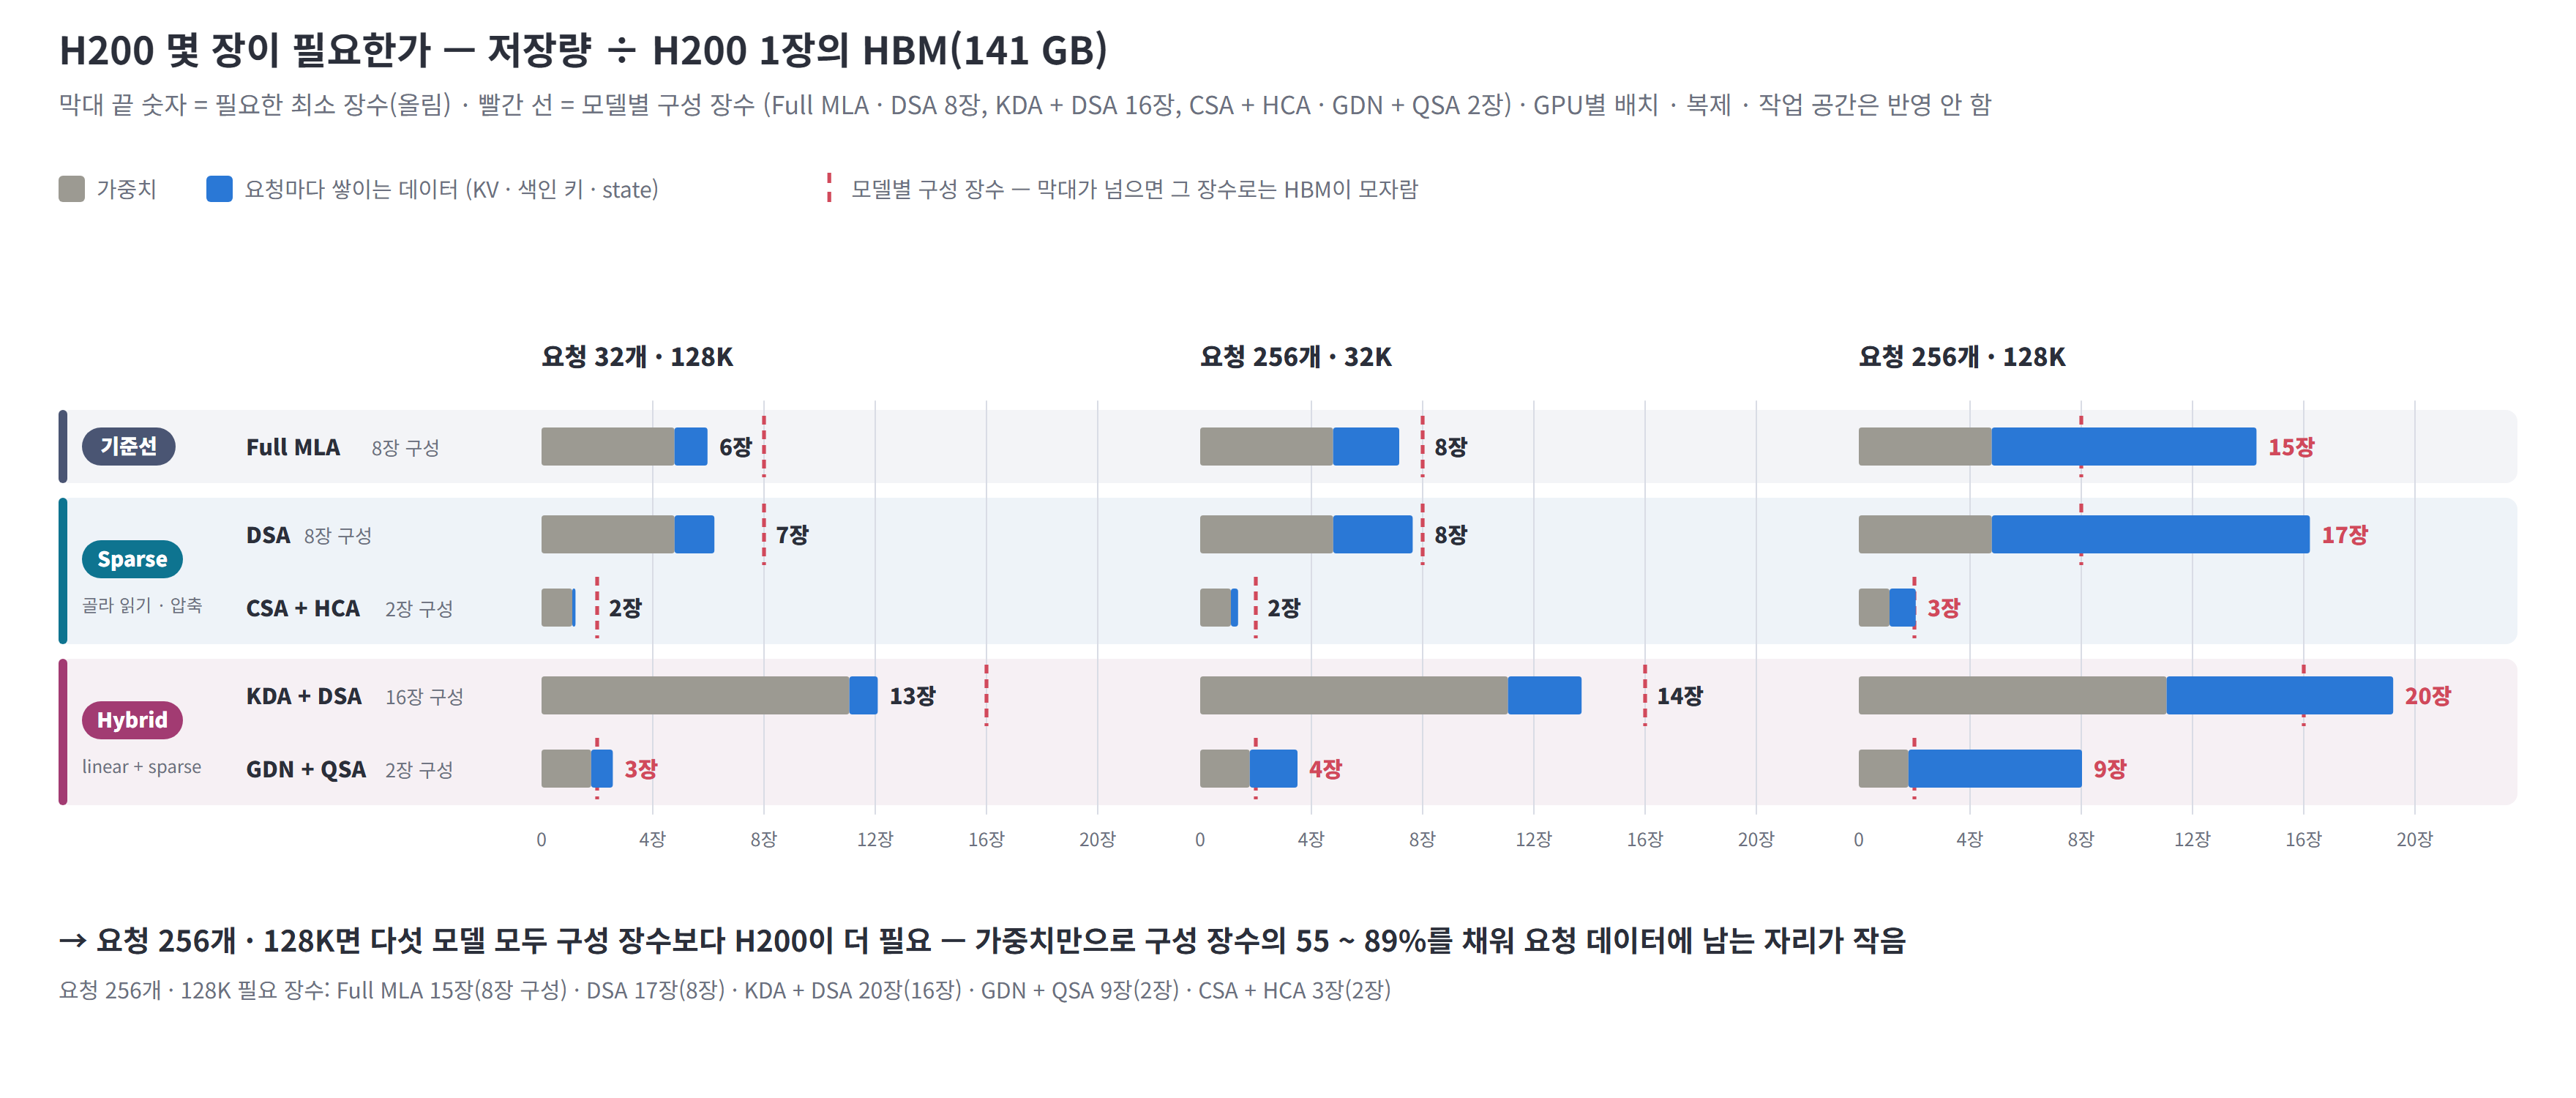 H200 몇 장이 필요한가 — 저장량 ÷ H200 1장의 HBM(141 GB)
막대 끝 숫자 = 필요한 최소 장수(올림) · 빨간 선 = 모델별 구성 장수 (Full MLA · DSA 8장, KDA + DSA 16장, CSA + HCA · GDN + QSA 2장) · GPU별 배치 · 복제 · 작업 공간은 반영 안 함
가중치 요청마다 쌓이는 데이터 (KV · 색인 키 · state) 모델별 구성 장수 — 막대가 넘으면 그 장수로는 HBM이 모자람
요청 32개 · 128K 요청 256개 · 32K 요청 256개 · 128K
기준선 Full MLA 8장 구성 6장 8장 15장
Sparse
골라 읽기 · 압축
DSA 8장 구성 7장 8장 17장
CSA + HCA 2장 구성 2장 2장 3장
Hybrid
linear + sparse
KDA + DSA 16장 구성 13장 14장 20장
GDN + QSA 2장 구성 3장 4장 9장
0 4장 8장 12장 16장 20장 0 4장 8장 12장 16장 20장 0 4장 8장 12장 16장 20장
→ 요청 256개 · 128K면 다섯 모델 모두 구성 장수보다 H200이 더 필요 — 가중치만으로 구성 장수의 55 ~ 89%를 채워 요청 데이터에 남는 자리가 작음
요청 256개 · 128K 필요 장수: Full MLA 15장(8장 구성) · DSA 17장(8장) · KDA + DSA 20장(16장) · GDN + QSA 9장(2장) · CSA + HCA 3장(2장)